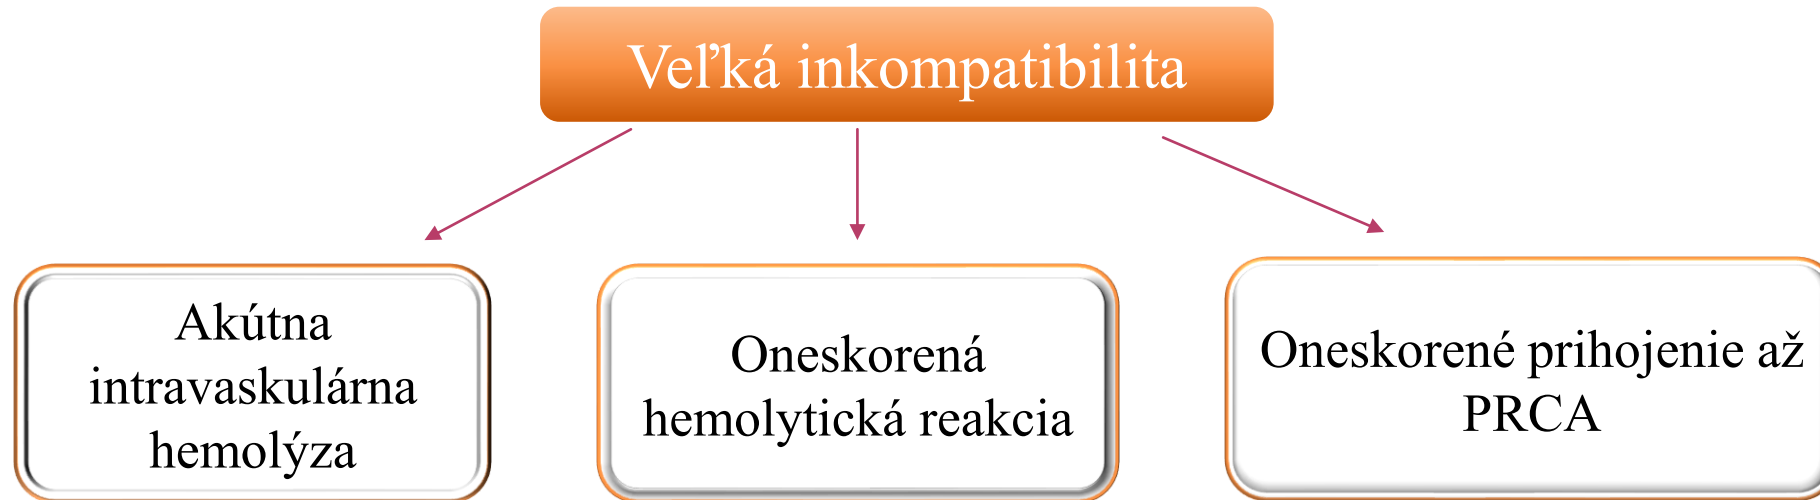 Veľká inkompatibilita
Akútna
intravaskulárna
hemolýza
Oneskorená
hemolytická reakcia
Oneskorené prihojenie až
PRCA